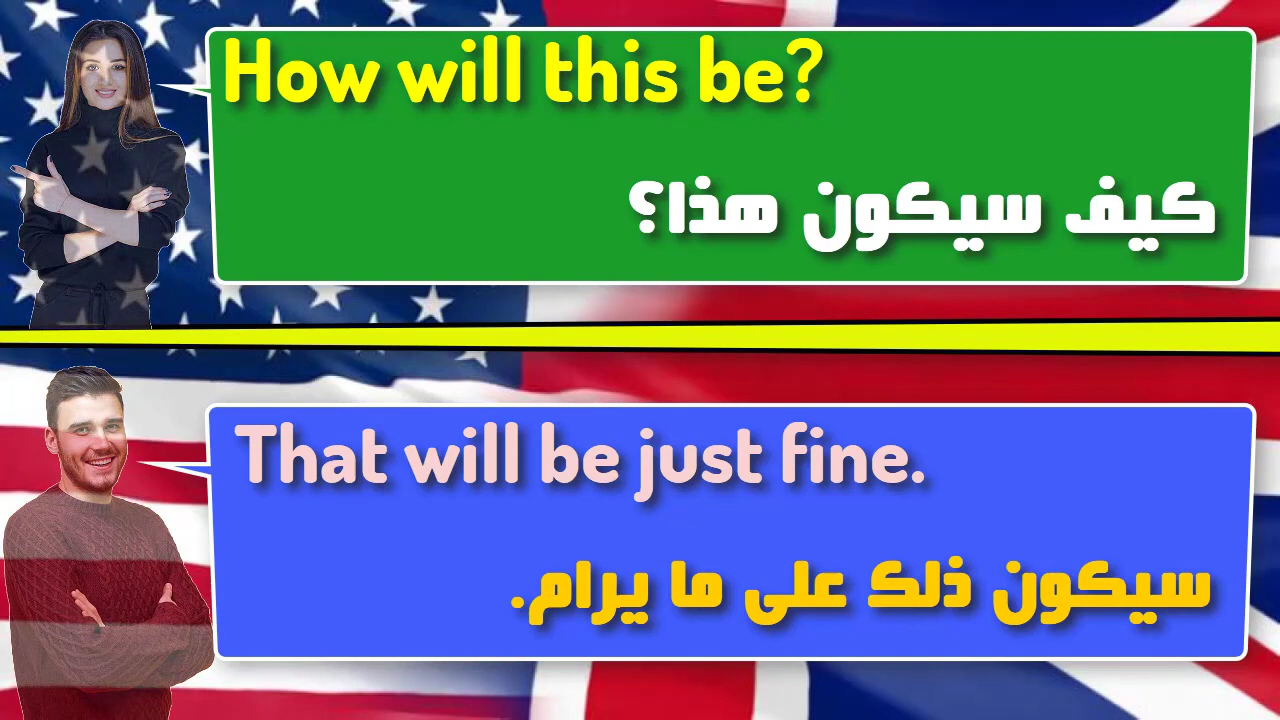 How will this be?
كيف سيكون هذا؟
That will be just fine.
سيكون ذلك على ما يرام.